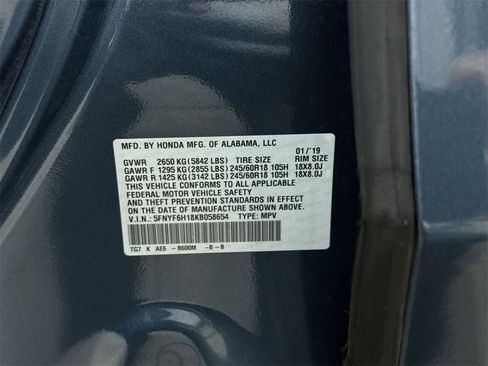 MFD. BY HONDA MFG. OF ALABAMA, LLC
01/'19
GVWR 2650 KG(5842 LBS) TIRE SIZE RIM SIZE
GAWR F 1295 KG(2855 LBS) 245/60R18 105H 18X8.0J
GAWR R 1425 KG(3142 LBS) 245/60R18 105H 18X8.0J
THIS VEHICLE CONFORMS TO ALL APPLICABLE
FEDERAL MOTOR VEHICLE SAFETY
AND THEFT PREVENTION STANDARDS IN
EFFECT ON THE DATE OF MANUFACTURE
SHOWN ABOVE.
V.I.N.: 5FNYF6H18KB058654 TYPE: MPV
TG7 K AE6 - B600M -B - B